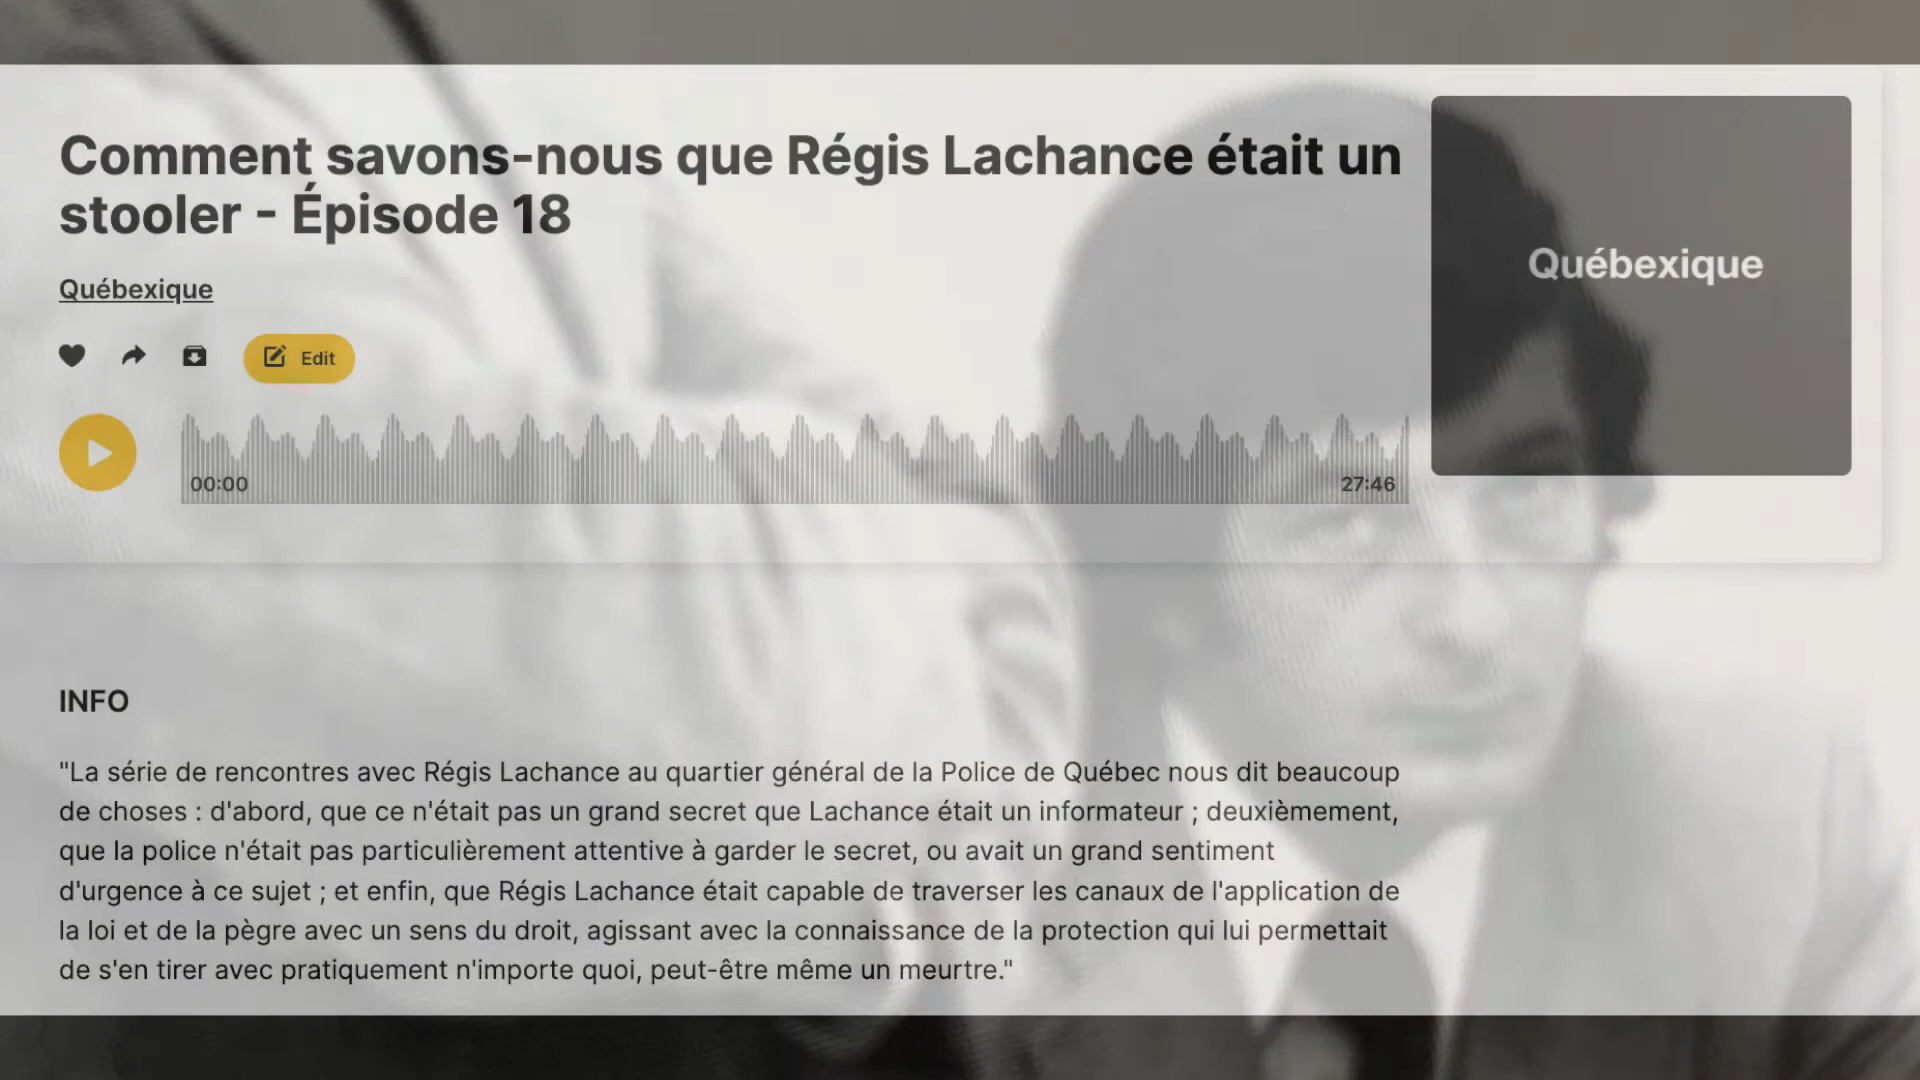 Comment savons-nous que Régis Lachance était un
stooler - Épisode 18
Québexique
Québexique
Edit
00:00
27:46
INFO
"La série de rencontres avec Régis Lachance au quartier général de la Police de Québec nous dit beaucoup
de choses : d'abord, que ce n'était pas un grand secret que Lachance était un informateur ; deuxièmement,
que la police n'était pas particulièrement attentive à garder le secret, ou avait un grand sentiment
d'urgence à ce sujet ; et enfin, que Régis Lachance était capable de traverser les canaux de l'application de
la loi et de la pègre avec un sens du droit, agissant avec la connaissance de la protection qui lui permettait
de s'en tirer avec pratiquement n'importe quoi, peut-être même un meurtre."